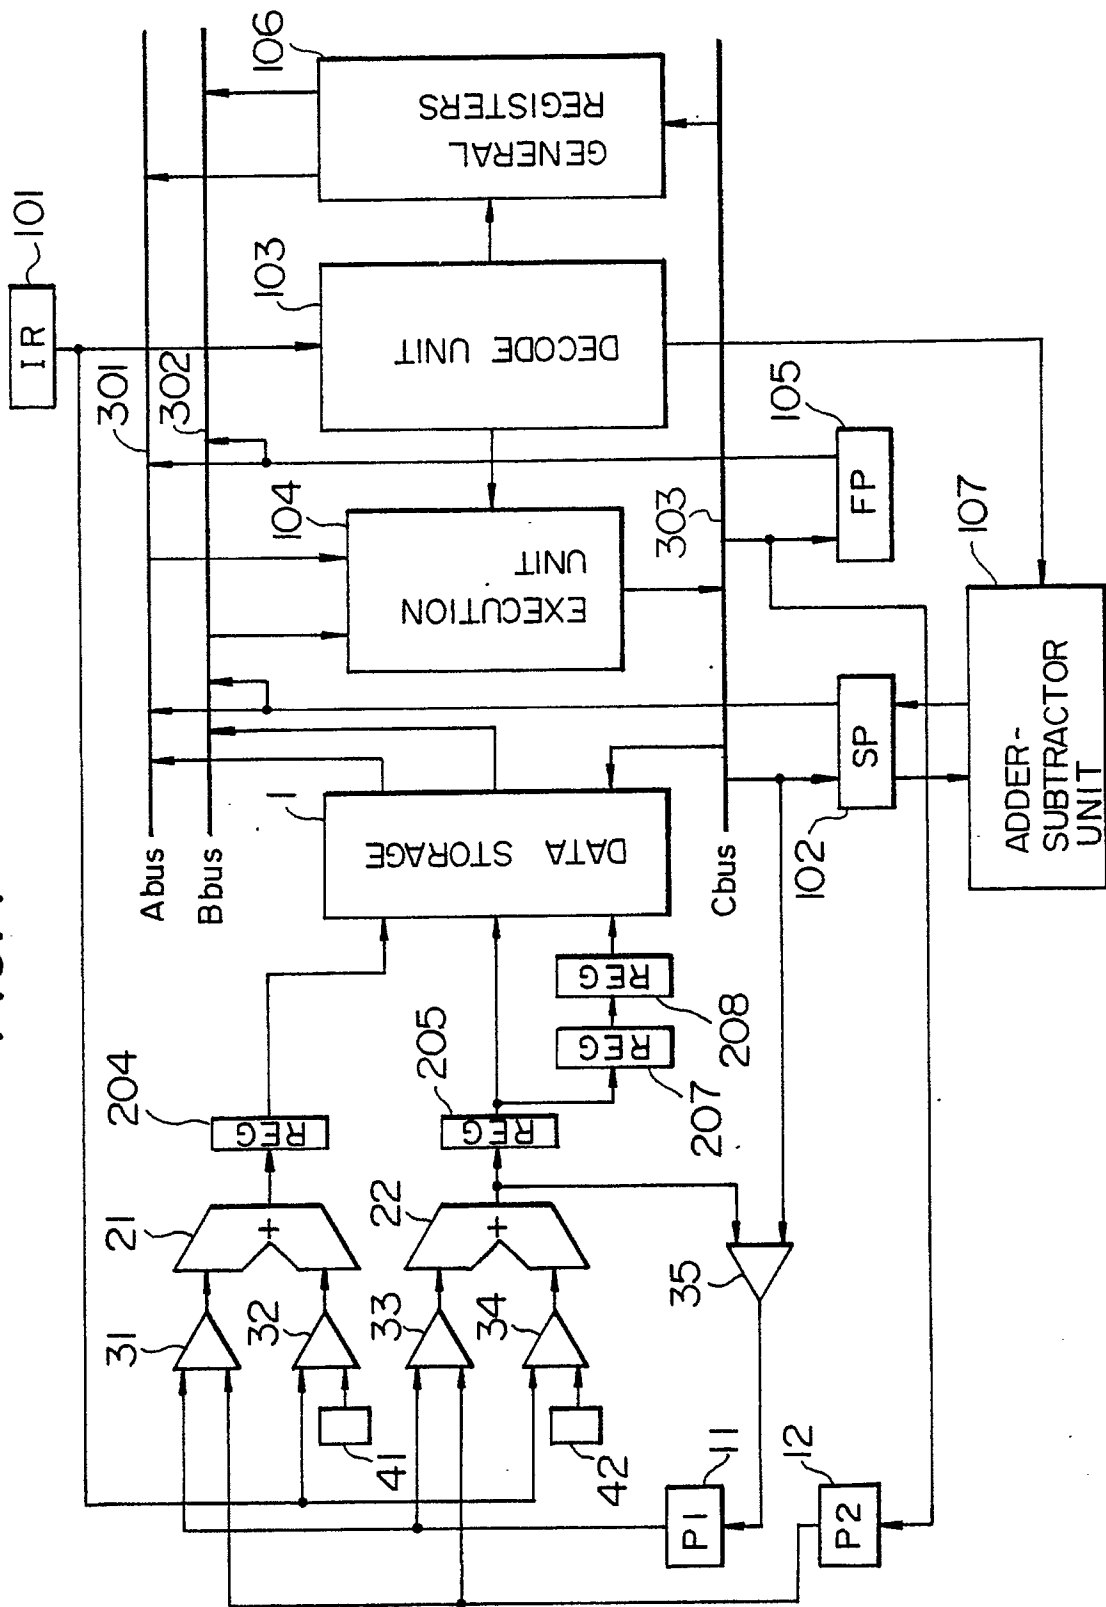 IR
101
106
GENERAL
REGISTERS
103
DECODE UNIT
301
302
104
EXECUTION
UNIT
303
105
FP
107
ADDER-
SUBTRACTOR
UNIT
SP
102
1
DATA
STORAGE
Abus
Bbus
Cbus
204
REG
205
REG
REG
207
REG
208
21
+
22
+
31
32
33
34
35
41
42
P1
11
P2
12